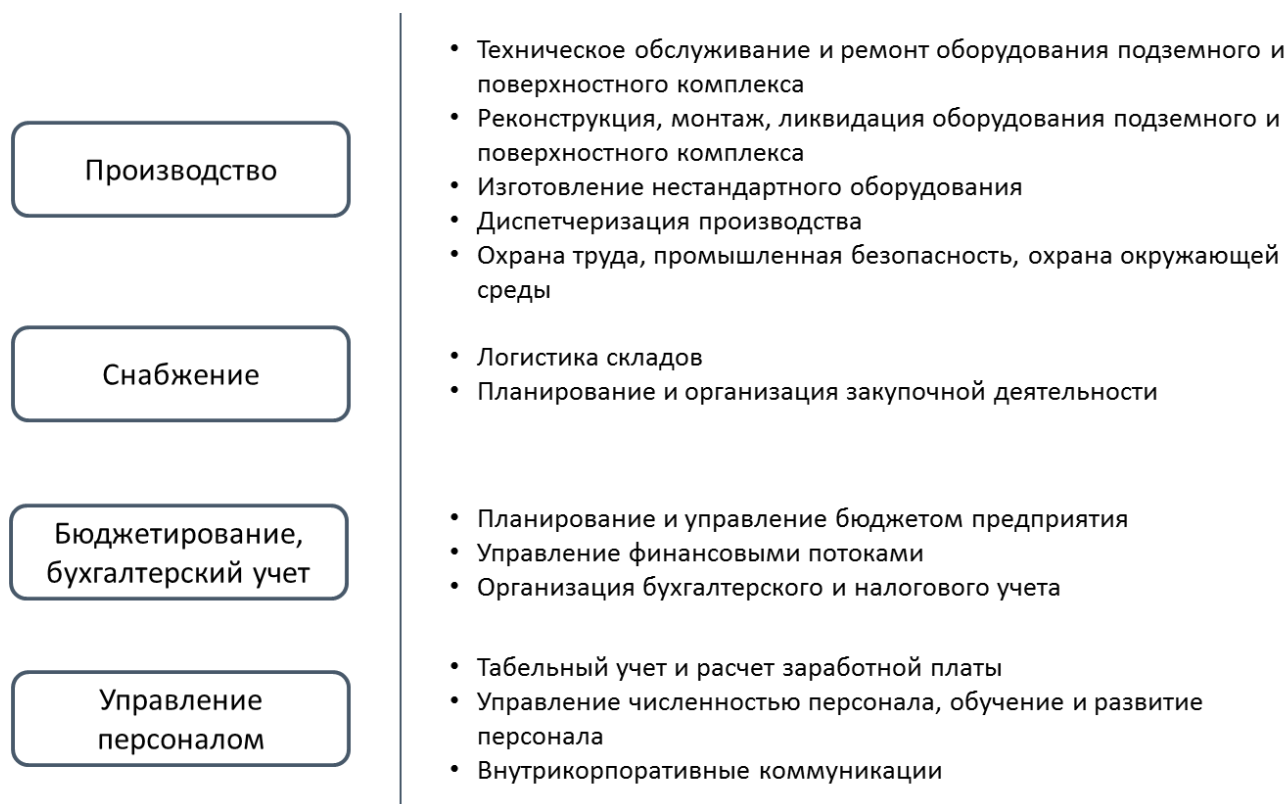 Производство
• Техническое обслуживание и ремонт оборудования подземного и
поверхностного комплекса
• Реконструкция, монтаж, ликвидация оборудования подземного и
поверхностного комплекса
• Изготовление нестандартного оборудования
• Диспетчеризация производства
• Охрана труда, промышленная безопасность, охрана окружающей
среды
Снабжение
• Логистика складов
• Планирование и организация закупочной деятельности
Бюджетирование,
бухгалтерский учет
• Планирование и управление бюджетом предприятия
• Управление финансовыми потоками
• Организация бухгалтерского и налогового учета
Управление
персоналом
• Табельный учет и расчет заработной платы
• Управление численностью персонала, обучение и развитие
персонала
• Внутрикорпоративные коммуникации